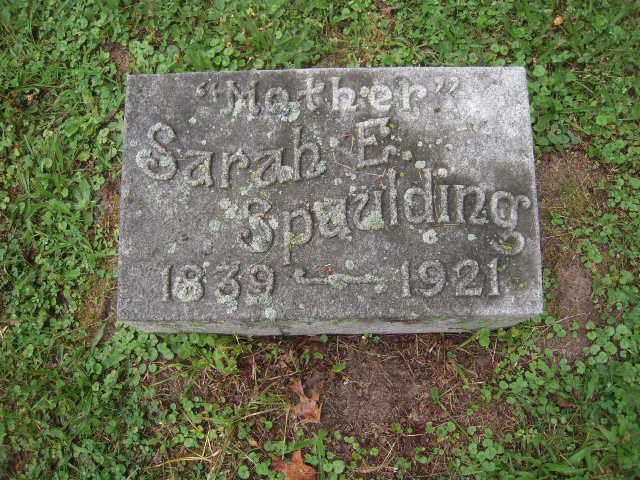 "Mother"
Sarah E.
Spaulding
1839 — 1921